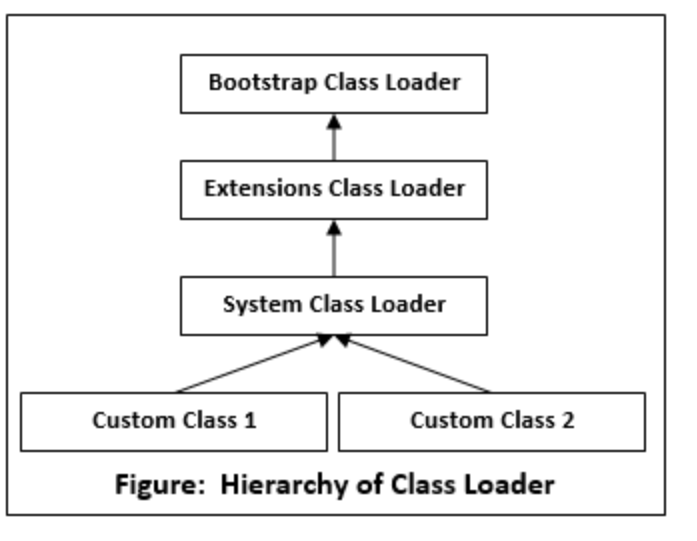 Bootstrap Class Loader
Extensions Class Loader
System Class Loader
Custom Class 1
Custom Class 2
Figure: Hierarchy of Class Loader